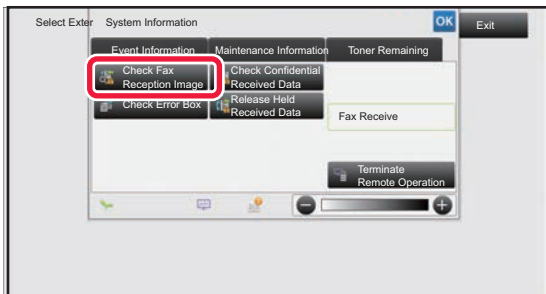 Select Exter
System Information
OK
Exit
Event Information
Maintenance Information
Toner Remaining
Check Fax
Reception Image
Check Confidential
Received Data
Check Error Box
Release Held
Received Data
Fax Receive
Terminate
Remote Operation